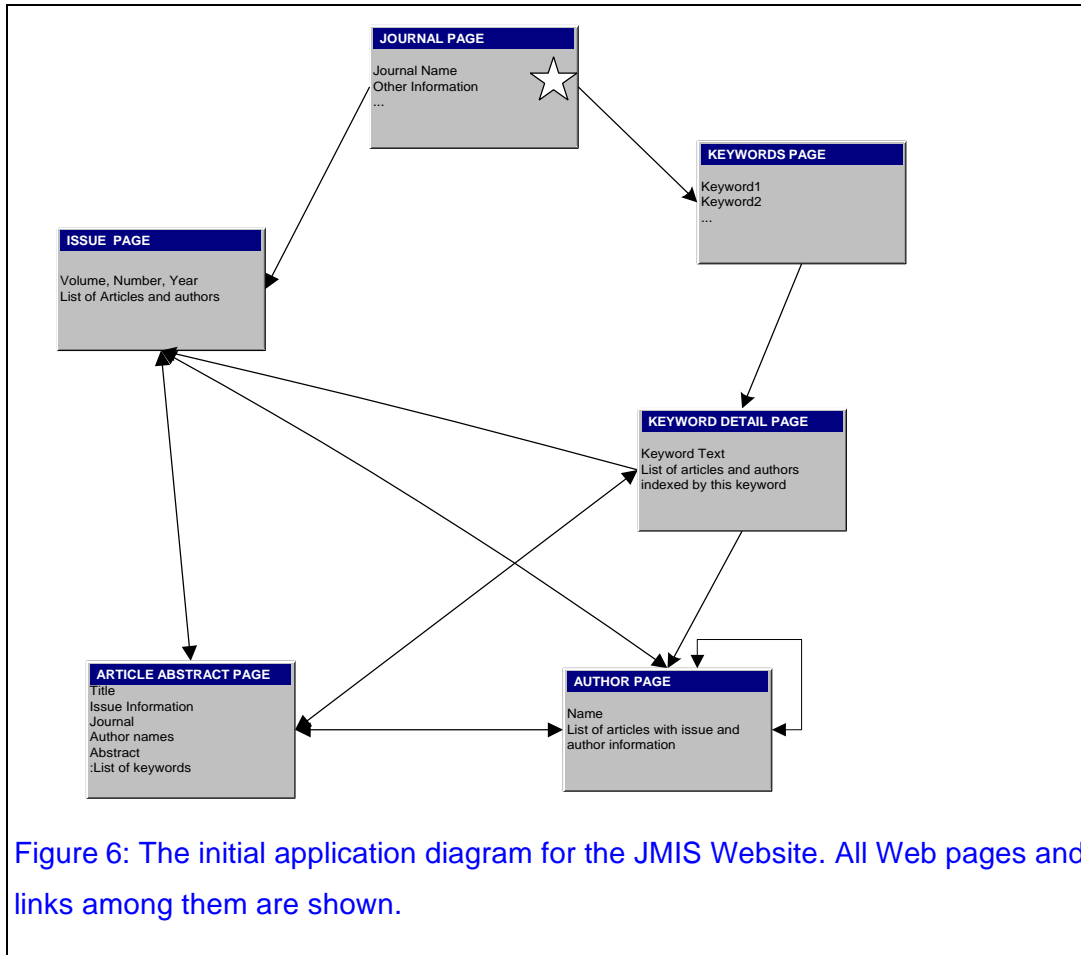 JOURNAL PAGE
Journal Name
Other Information
...
KEYWORDS PAGE
Keyword1
Keyword2
...
ISSUE  PAGE
Volume, Number, Year
List of Articles and authors
KEYWORD DETAIL PAGE
Keyword Text
List of articles and authors
indexed by this keyword
ARTICLE ABSTRACT PAGE
Title
Issue Information
Journal
Author names
Abstract
:List of keywords
AUTHOR PAGE
Name
List of articles with issue and
author information
Figure 6: The initial application diagram for the JMIS Website. All Web pages and
links among them are shown.